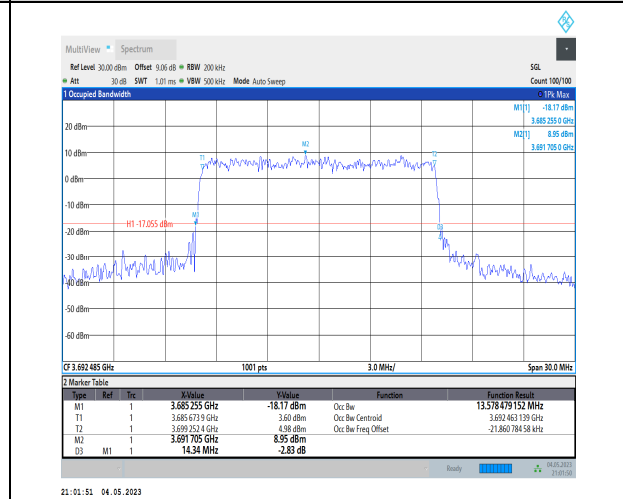 MultiView Spectrum
Ref Level 30.00 dBm Offset 9.06 dB RBW 200 kHz SGL
Att 30 dB SWT 1.01 ms VBW 500 kHz Mode Auto Sweep Count 100/100
1 Occupied Bandwidth 1Pk Max
M1[1] -18.17 dBm
3.685 255 0 GHz
M2[1] 8.95 dBm
3.691 705 0 GHz
20 dBm
10 dBm
M2
T1
T2
0 dBm
-10 dBm
M1
H1 -17.055 dBm
D3
-20 dBm
-30 dBm
-40 dBm
-50 dBm
-60 dBm
CF 3.692 485 GHz 1001 pts 3.0 MHz/ Span 30.0 MHz
2 Marker Table
Type Ref Trc X-Value Y-Value Function Function Result
M1 1 3.685 255 GHz -18.17 dBm Occ Bw 13.578 479 152 MHz
T1 1 3.685 673 9 GHz 3.60 dBm Occ Bw Centroid 3.692 463 139 GHz
T2 1 3.699 252 4 GHz 4.98 dBm Occ Bw Freq Offset -21.860 784 58 kHz
M2 1 3.691 705 GHz 8.95 dBm
D3 M1 1 14.34 MHz -2.83 dB
Ready 04.05.2023
21:01:50
21:01:51 04.05.2023